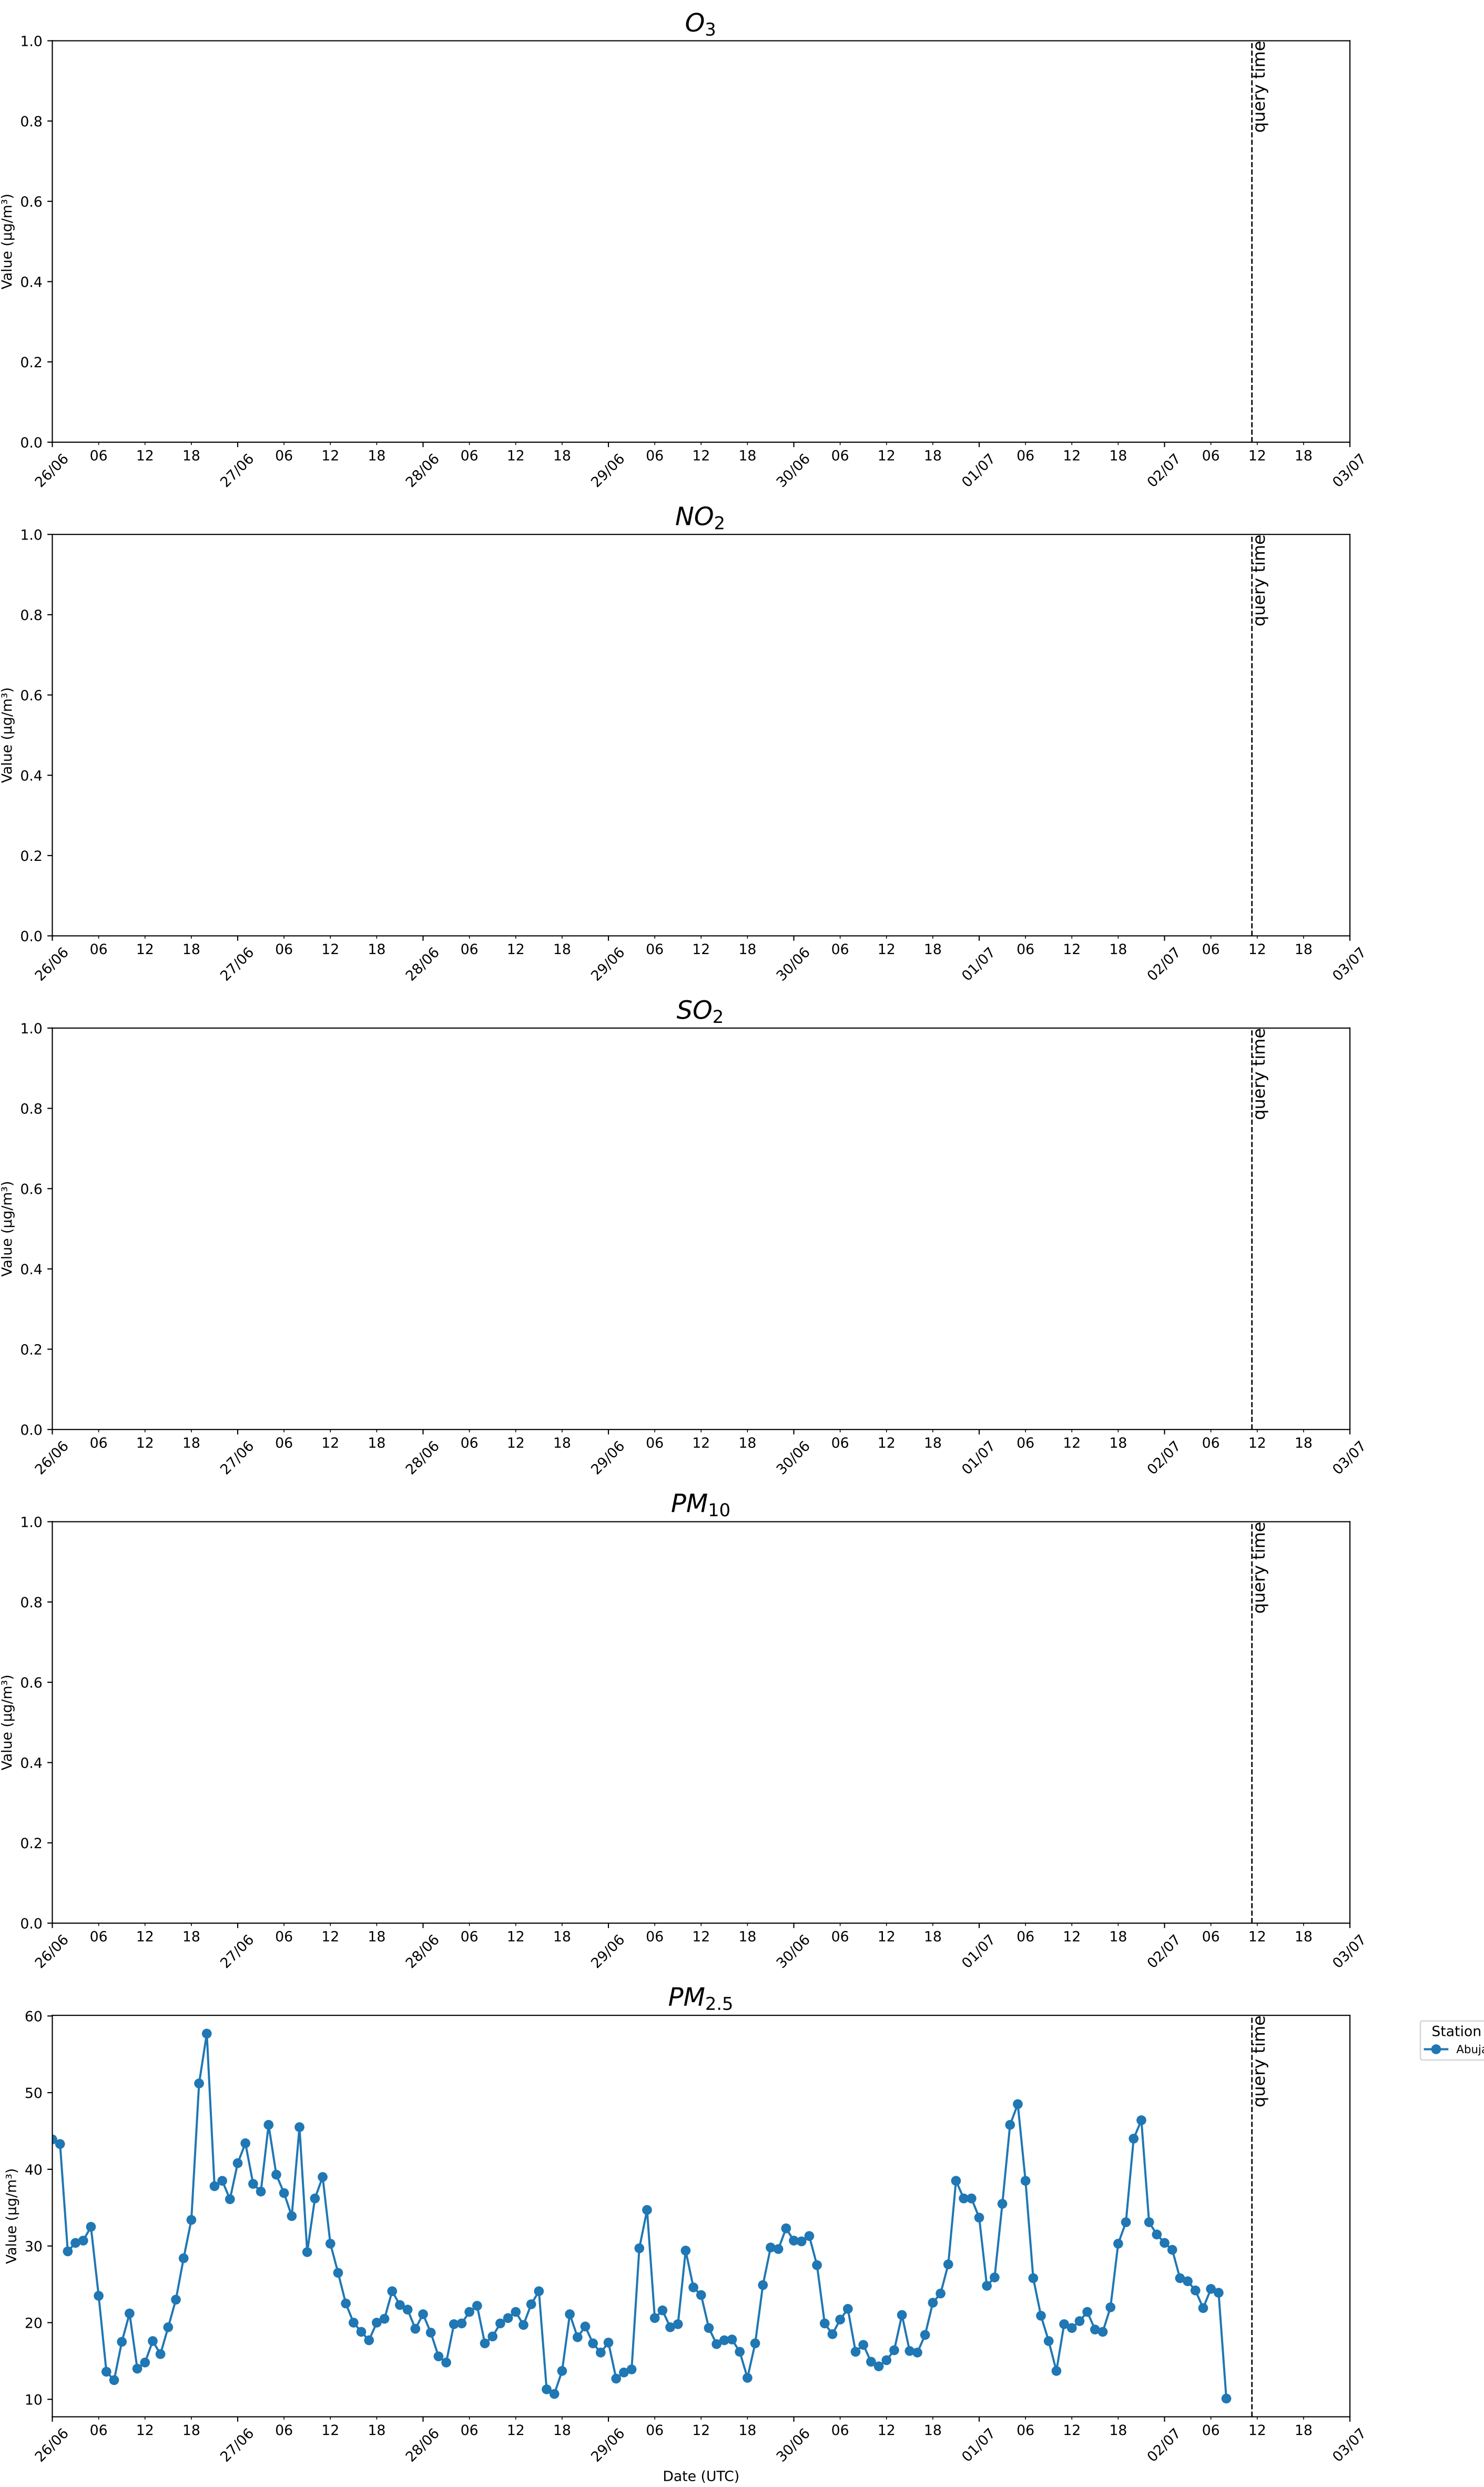 O3
1.0
query time
0.8
0.6
Value (µg/m³)
0.4
0.2
0.0
26/06 06 12 18 27/06 06 12 18 28/06 06 12 18 29/06 06 12 18 30/06 06 12 18 01/07 06 12 18 02/07 06 12 18 03/07
NO2
1.0
query time
0.8
0.6
Value (µg/m³)
0.4
0.2
0.0
26/06 06 12 18 27/06 06 12 18 28/06 06 12 18 29/06 06 12 18 30/06 06 12 18 01/07 06 12 18 02/07 06 12 18 03/07
SO2
1.0
query time
0.8
0.6
Value (µg/m³)
0.4
0.2
0.0
26/06 06 12 18 27/06 06 12 18 28/06 06 12 18 29/06 06 12 18 30/06 06 12 18 01/07 06 12 18 02/07 06 12 18 03/07
PM10
1.0
query time
0.8
0.6
Value (µg/m³)
0.4
0.2
0.0
26/06 06 12 18 27/06 06 12 18 28/06 06 12 18 29/06 06 12 18 30/06 06 12 18 01/07 06 12 18 02/07 06 12 18 03/07
PM2.5
60
query time
Station
Abuja
50
40
Value (µg/m³)
30
20
10
26/06 06 12 18 27/06 06 12 18 28/06 06 12 18 29/06 06 12 18 30/06 06 12 18 01/07 06 12 18 02/07 06 12 18 03/07
Date (UTC)